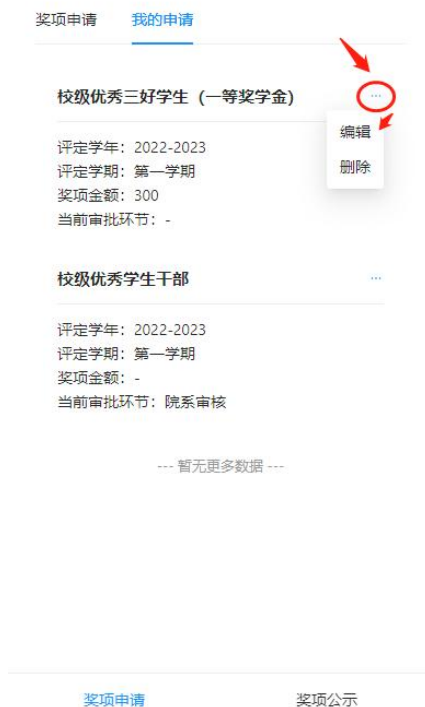 奖项申请 我的申请
校级优秀三好学生（一等奖学金） ...
编辑
删除
评定学年：2022-2023
评定学期：第一学期
奖项金额：300
当前审批环节：-
校级优秀学生干部 ...
评定学年：2022-2023
评定学期：第一学期
奖项金额：-
当前审批环节：院系审核
--- 暂无更多数据 ---
奖项申请 奖项公示